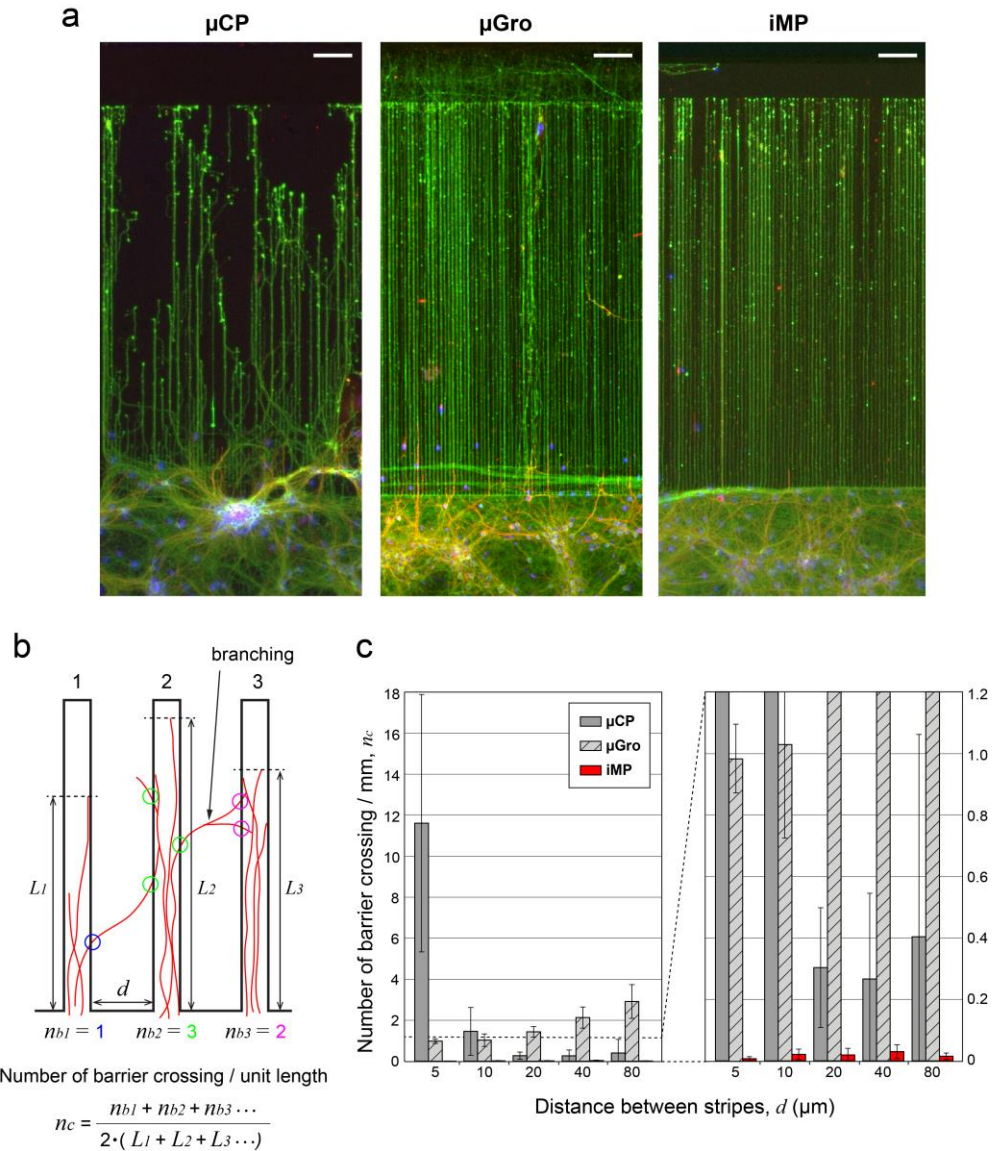 a
µCP
µGro
iMP
b
branching
1
2
3
L1
L2
L3
d
nb1 = 1
nb2 = 3
nb3 = 2
Number of barrier crossing / unit length
nc = nb1 + nb2 + nb3 ··· / 2•( L1 + L2 + L3 ···)
c
Number of barrier crossing / mm, nc
18
16
14
12
10
8
6
4
2
0
µCP
µGro
iMP
1.2
1.0
0.8
0.6
0.4
0.2
0
5
10
20
40
80
5
10
20
40
80
Distance between stripes, d (µm)